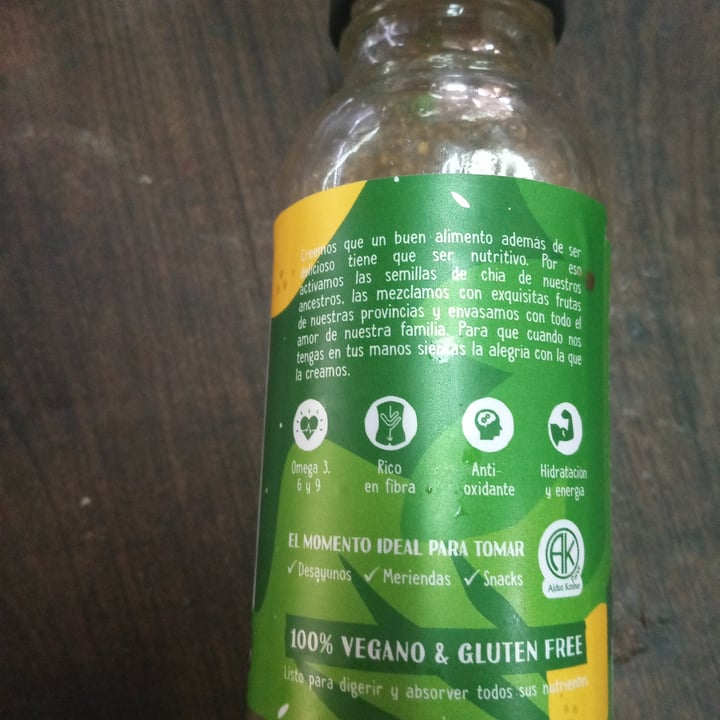 Creemos que un buen alimento además de ser
delicioso tiene que ser nutritivo. Por eso
activamos las semillas de chia de nuestros
ancestros. las mezclamos con exquisitas frutas
de nuestras provincias y envasamos con todo el
amor de nuestra familia. Para que cuando nos
tengas en tus manos sientas la alegria con la que
la creamos.
Omega 3,
6 y 9
Rico
en fibra
Anti-
oxidante
Hidratación
y energía
EL MOMENTO IDEAL PARA TOMAR
✓Desayunos ✓Meriendas ✓Snacks
AK
Ajdut Kosher
100% VEGANO & GLUTEN FREE
Listo para digerir y absorver todos sus nutrientes